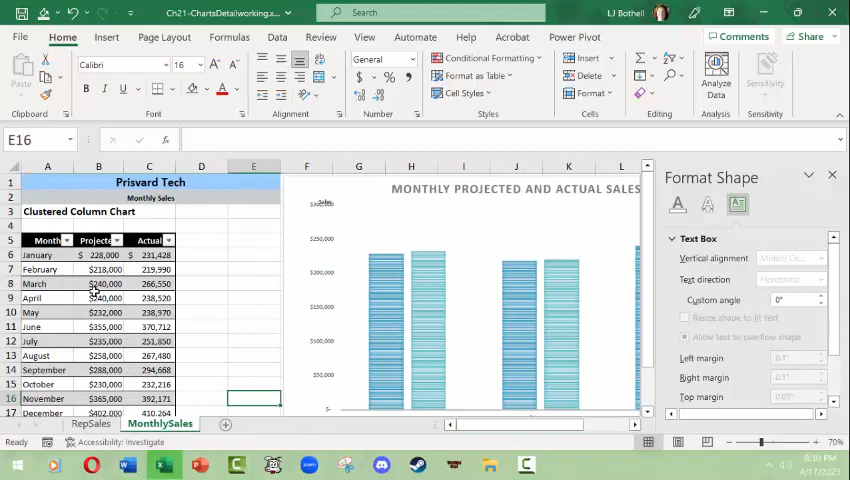 Ch21-ChartsDetailworking.x...
Search
LJ Bothell
File Home Insert Page Layout Formulas Data Review View Automate Help Acrobat Power Pivot
Comments Share
Paste
Calibri 16
General
Conditional Formatting
Format as Table
Cell Styles
Insert
Delete
Format
Analyze Data
Sensitivity
Clipboard Font Alignment Number Styles Cells Editing Analysis Sensitivity
E16
A B C D E F G H I J K L
1 Prisvard Tech
2 Monthly Sales
3 Clustered Column Chart
4
5 Month Projecte Actual
6 January $ 228,000 $ 231,428
7 February $218,000 219,990
8 March $240,000 266,550
9 April $240,000 238,520
10 May $232,000 238,970
11 June $355,000 370,712
12 July $235,000 251,850
13 August $258,000 267,480
14 September $288,000 294,668
15 October $230,000 232,216
16 November $365,000 392,171
17 December $402,000 410,264
MONTHLY PROJECTED AND ACTUAL SALES
Sales
$300,000
$250,000
$200,000
$150,000
$100,000
$50,000
$-
Format Shape
Text Box
Vertical alignment
Text direction Horizontal
Custom angle 0°
Resize shape to fit text
Allow text to overflow shape
Left margin 0.1"
Right margin 0.1"
Top margin 0.05"
RepSales MonthlySales
Ready Accessibility: Investigate 70%
8:30 PM
4/17/2023